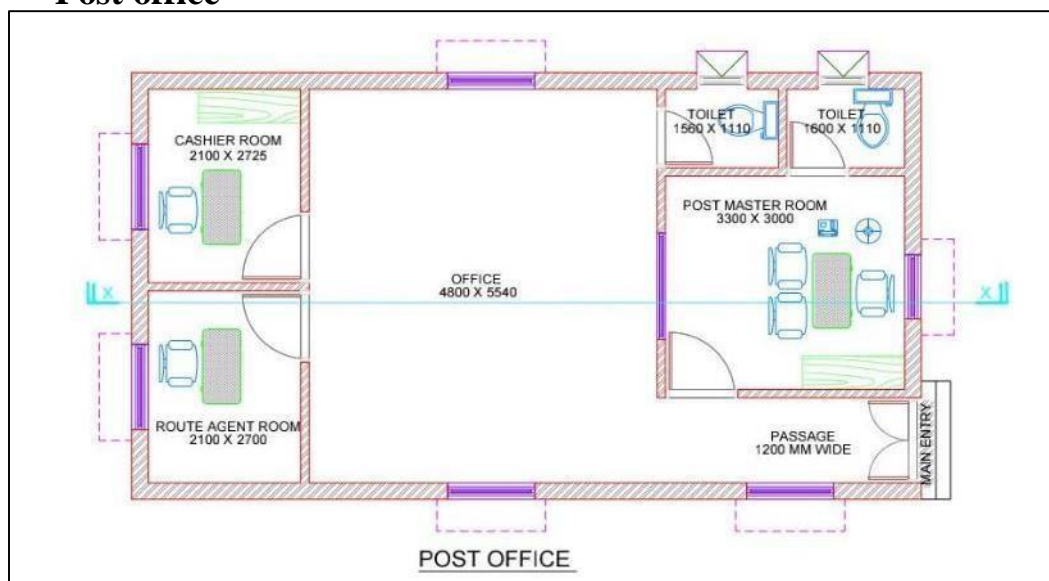 Post office
CASHIER ROOM
2100 X 2725
TOILET
1560 X 1110
TOILET
1600 X 1110
POST MASTER ROOM
3300 X 3000
OFFICE
4800 X 5540
X
X
ROUTE AGENT ROOM
2100 X 2700
PASSAGE
1200 MM WIDE
MAIN ENTRY
POST OFFICE